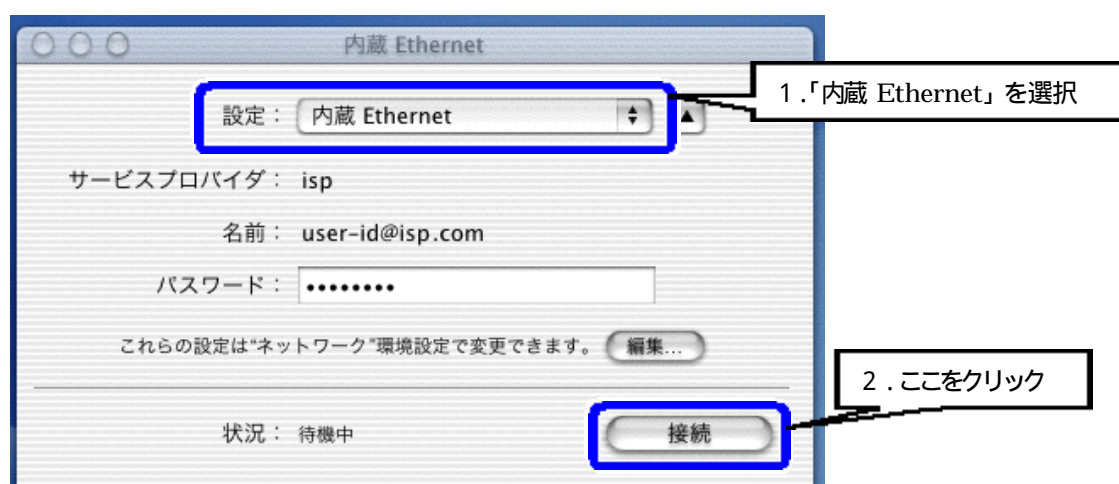 内蔵 Ethernet
1.「内蔵 Ethernet」を選択
設定： 内蔵 Ethernet
サービスプロバイダ： isp
名前： user-id@isp.com
パスワード： ••••••••
これらの設定は“ネットワーク”環境設定で変更できます。 編集...
2.ここをクリック
状況： 待機中 接続